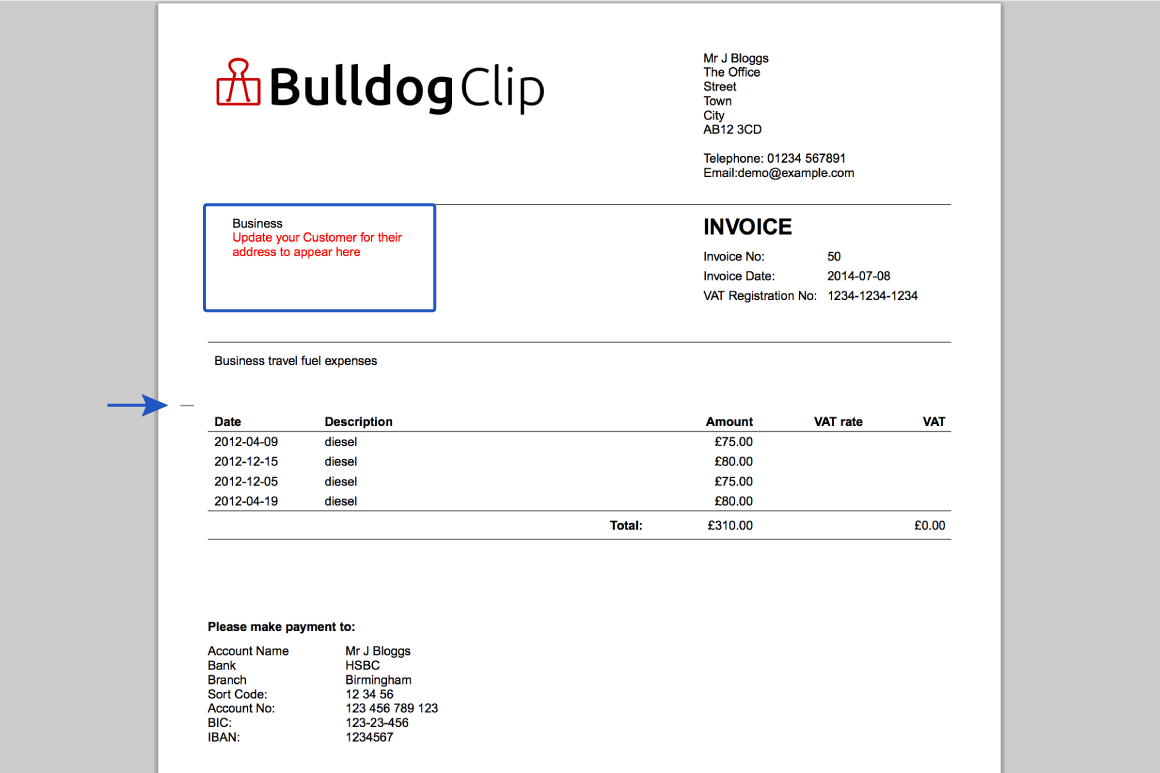 Bulldog Clip
Mr J Bloggs
The Office
Street
Town
City
AB12 3CD
Telephone: 01234 567891
Email:demo@example.com
Business
Update your Customer for their
address to appear here
INVOICE
Invoice No: 50
Invoice Date: 2014-07-08
VAT Registration No: 1234-1234-1234
Business travel fuel expenses
Date Description Amount VAT rate VAT
2012-04-09 diesel £75.00
2012-12-15 diesel £80.00
2012-12-05 diesel £75.00
2012-04-19 diesel £80.00
Total: £310.00 £0.00
Please make payment to:
Account Name Mr J Bloggs
Bank HSBC
Branch Birmingham
Sort Code: 12 34 56
Account No: 123 456 789 123
BIC: 123-23-456
IBAN: 1234567